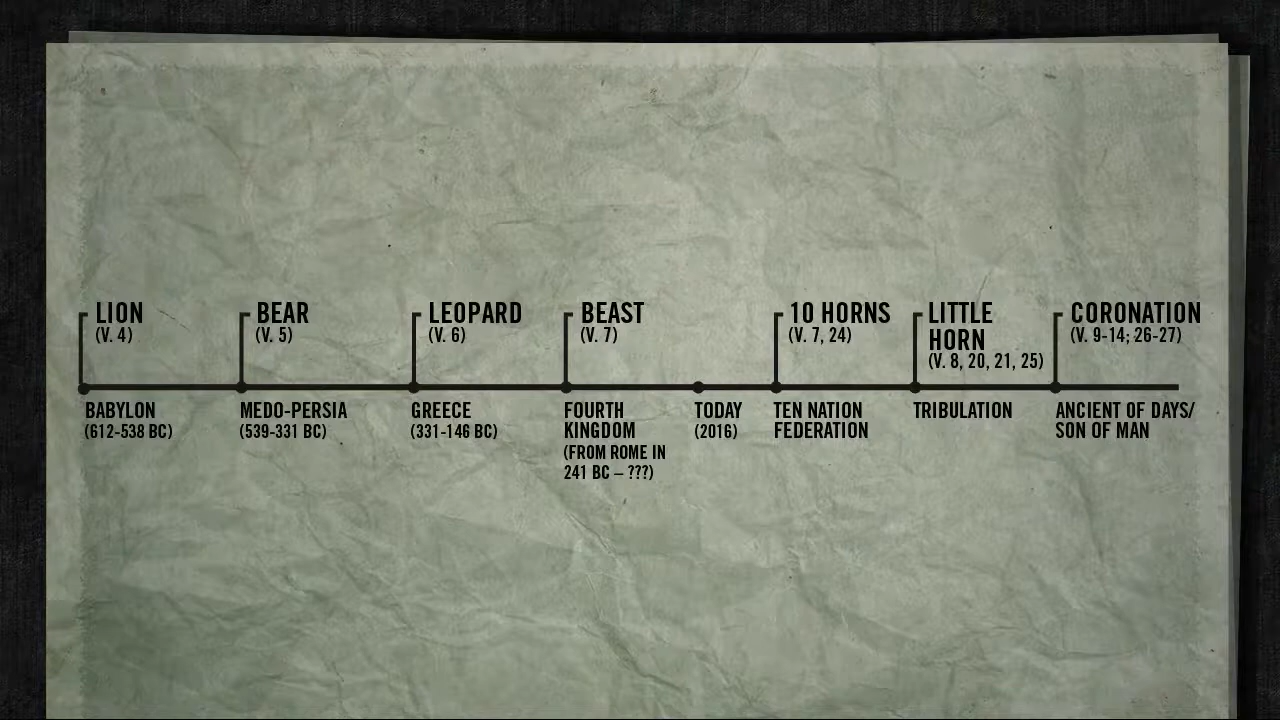 LION
(V. 4)
BEAR
(V. 5)
LEOPARD
(V. 6)
BEAST
(V. 7)
10 HORNS
(V. 7, 24)
LITTLE
HORN
(V. 8, 20, 21, 25)
CORONATION
(V. 9-14; 26-27)
BABYLON
(612-538 BC)
MEDO-PERSIA
(539-331 BC)
GREECE
(331-146 BC)
FOURTH
KINGDOM
(FROM ROME IN
241 BC – ???)
TODAY
(2016)
TEN NATION
FEDERATION
TRIBULATION
ANCIENT OF DAYS/
SON OF MAN